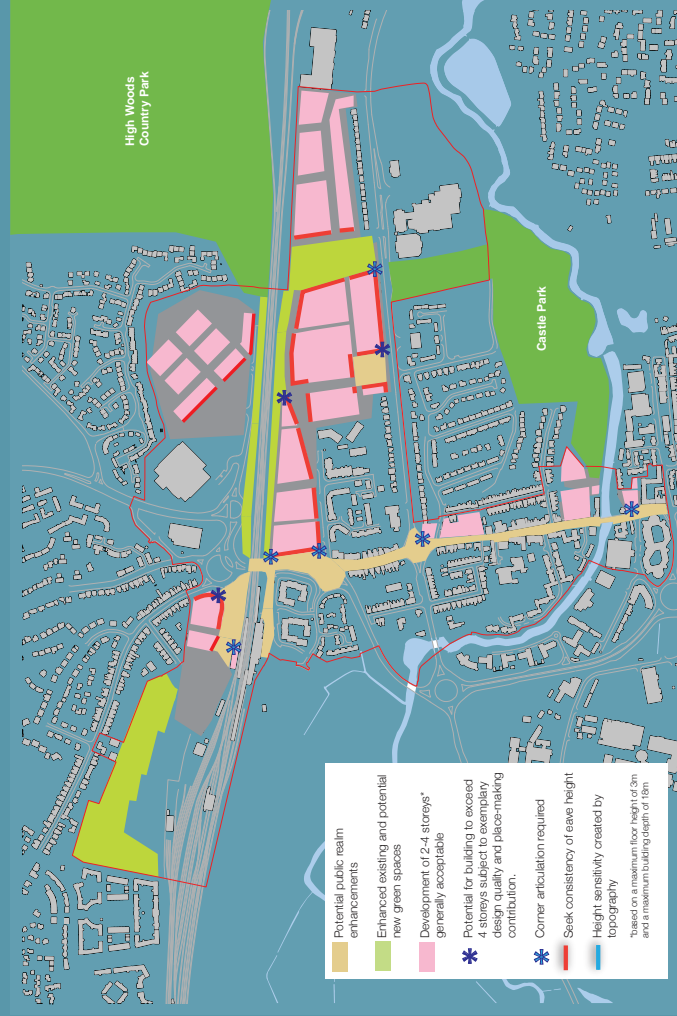 High Woods
Country Park
Castle Park
Potential public realm
enhancements
Enhanced existing and potential
new green spaces
Development of 2-4 storeys*
generally acceptable
Potential for building to exceed
4 storeys subject to exemplary
design quality and place-making
contribution.
Corner articulation required
Seek consistency of eave height
Height sensitivity created by
topography
*based on a maximum floor height of 3m
and a maximum building depth of 18m